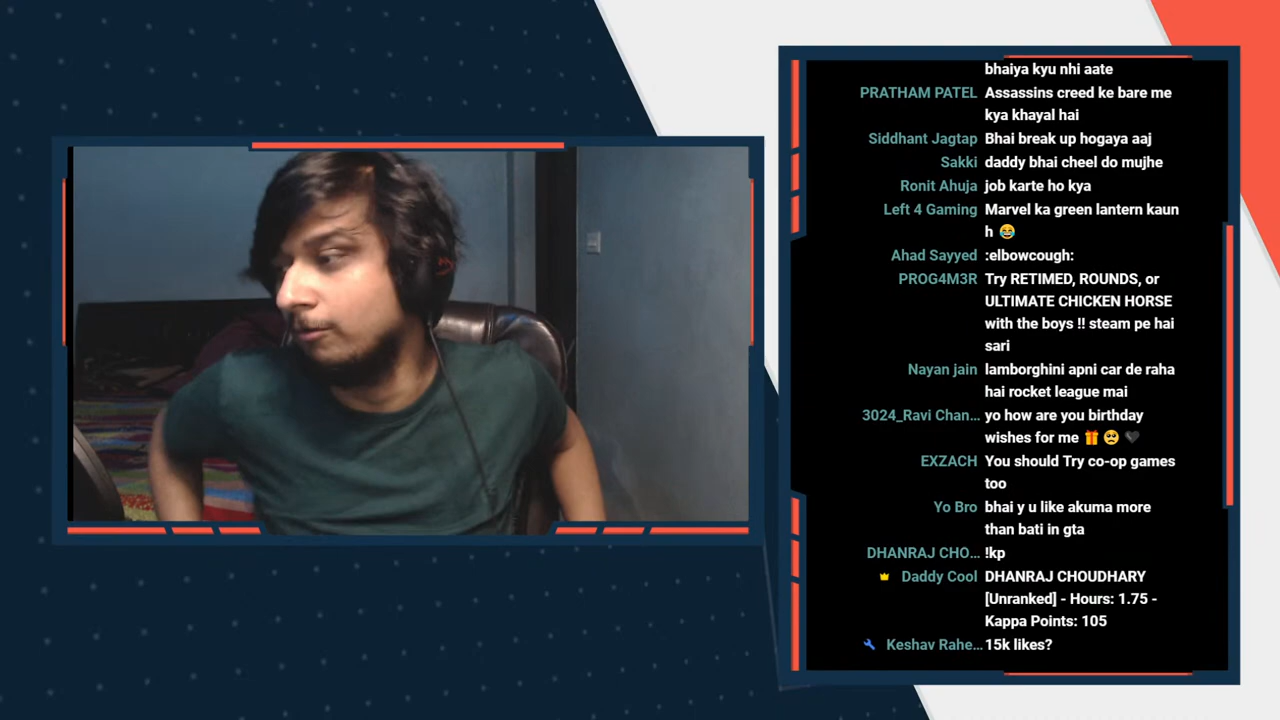 bhaiya kyu nhi aate
PRATHAM PATEL Assassins creed ke bare me
kya khayal hai
Siddhant Jagtap Bhai break up hogaya aaj
Sakki daddy bhai cheel do mujhe
Ronit Ahuja job karte ho kya
Left 4 Gaming Marvel ka green lantern kaun
h 😂
Ahad Sayyed :elbowcough:
PROG4M3R Try RETIMED, ROUNDS, or
ULTIMATE CHICKEN HORSE
with the boys !! steam pe hai
sari
Nayan jain lamborghini apni car de raha
hai rocket league mai
3024_Ravi Chan... yo how are you birthday
wishes for me 🎁 🥺 🖤
EXZACH You should Try co-op games
too
Yo Bro bhai y u like akuma more
than bati in gta
DHANRAJ CHO... !kp
Daddy Cool DHANRAJ CHOUDHARY
[Unranked] - Hours: 1.75 -
Kappa Points: 105
Keshav Rahe... 15k likes?